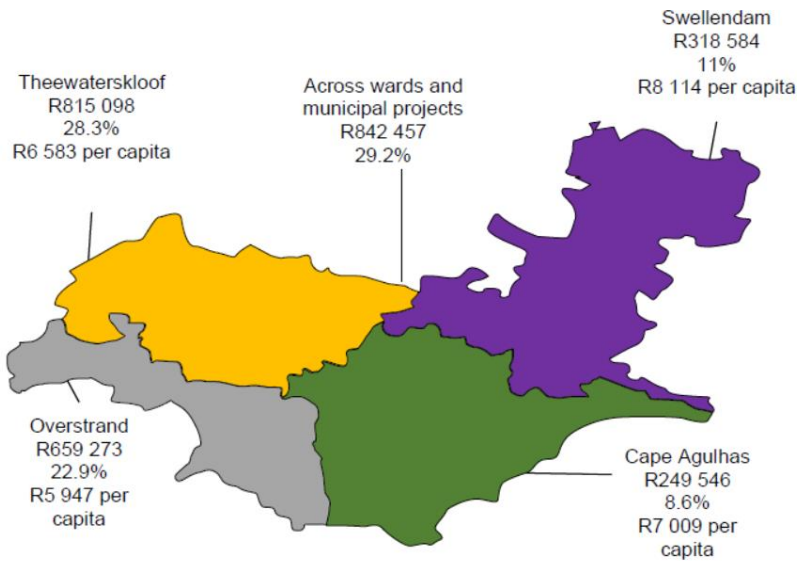 Swellendam
R318 584
11%
R8 114 per capita
Theewaterskloof
R815 098
28.3%
R6 583 per capita
Across wards and
municipal projects
R842 457
29.2%
Overstrand
R659 273
22.9%
R5 947 per
capita
Cape Agulhas
R249 546
8.6%
R7 009 per
capita